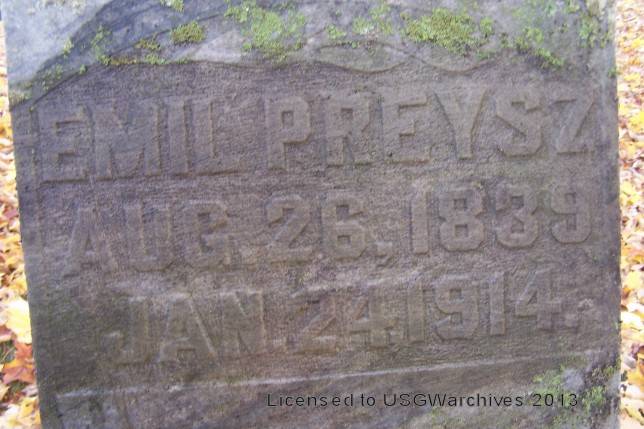 EMIL PREYSZ
AUG. 26, 1839
JAN. 24, 1914.
Licensed to USGWarchives 2013